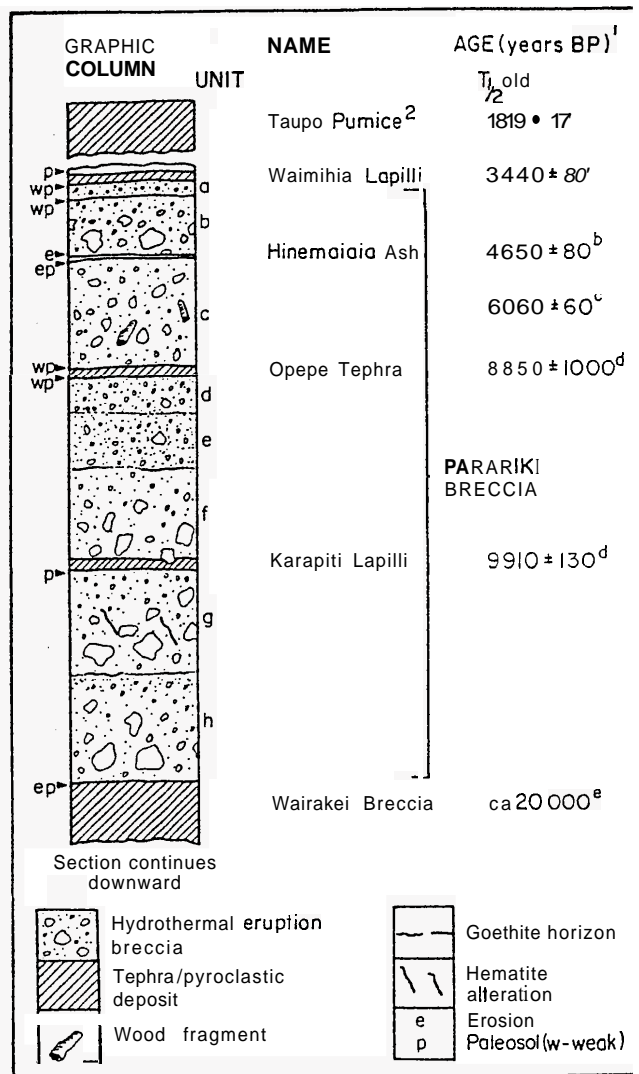 GRAPHIC COLUMN UNIT NAME AGE (years BP)¹
T½ old
Taupo Pumice² 1819 • 17
p Waimihia Lapilli 3440 ± 80'
wp a
wp
b
e Hinemaiaia Ash 4650 ± 80ᵇ
ep
c 6060 ± 60ᶜ
wp Opepe Tephra 8850 ± 1000ᵈ
wp
d
e
PARARIKI
BRECCIA
f
Karapiti Lapilli 9910 ± 130ᵈ
p
g
h
ep
Wairakei Breccia ca 20 000ᵉ
Section continues
downward
Hydrothermal eruption
breccia
Tephra/pyroclastic
deposit
Wood fragment
Goethite horizon
Hematite
alteration
e Erosion
p Paleosol (w-weak)